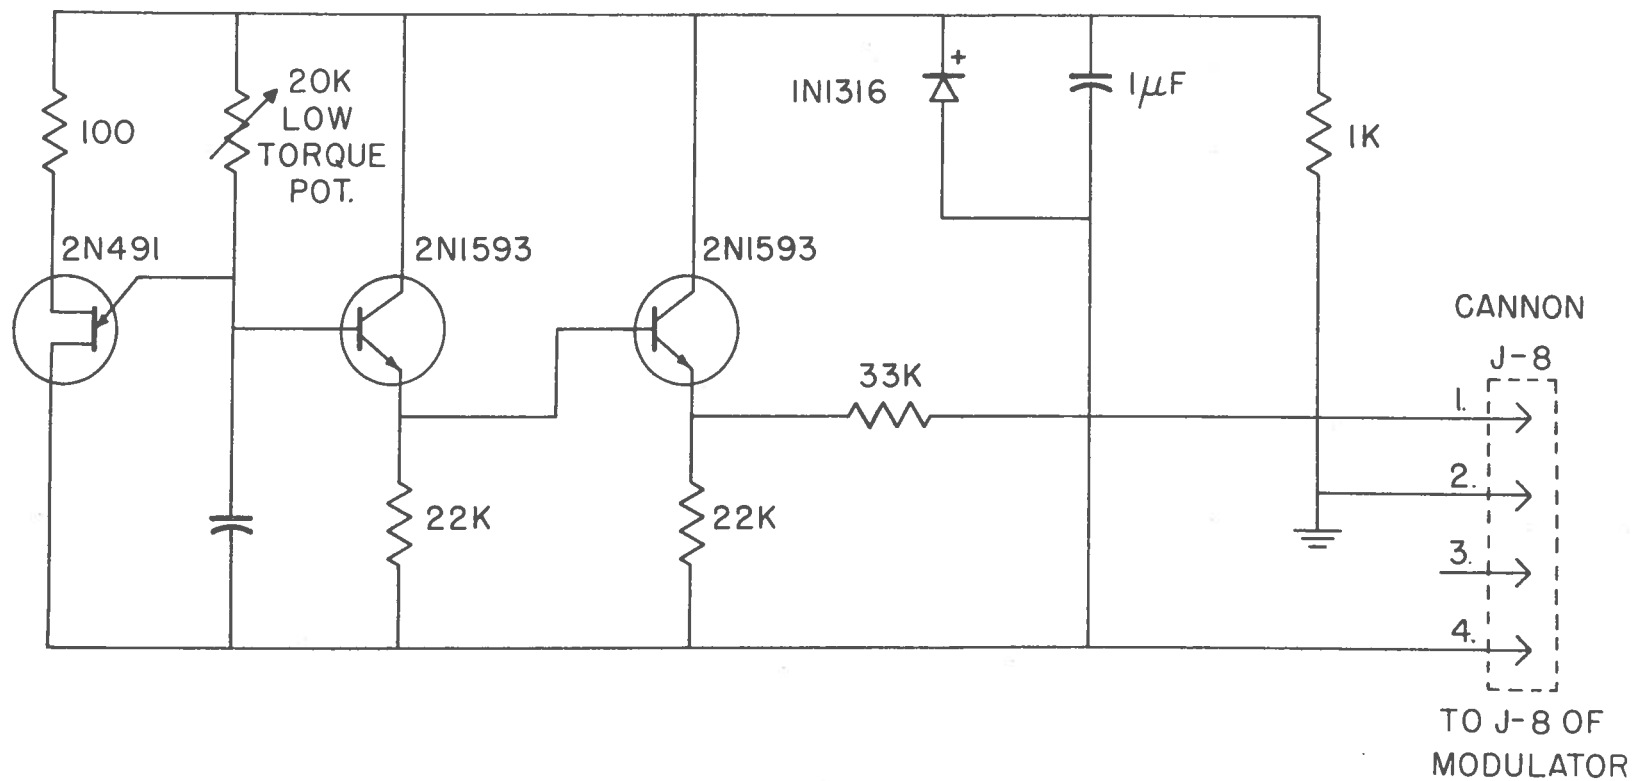 20K
LOW
TORQUE
POT.
100
1N1316
+
1μF
1K
2N491
2N1593
2N1593
CANNON
J-8
33K
1.
2.
3.
4.
22K
22K
TO J-8 OF
MODULATOR